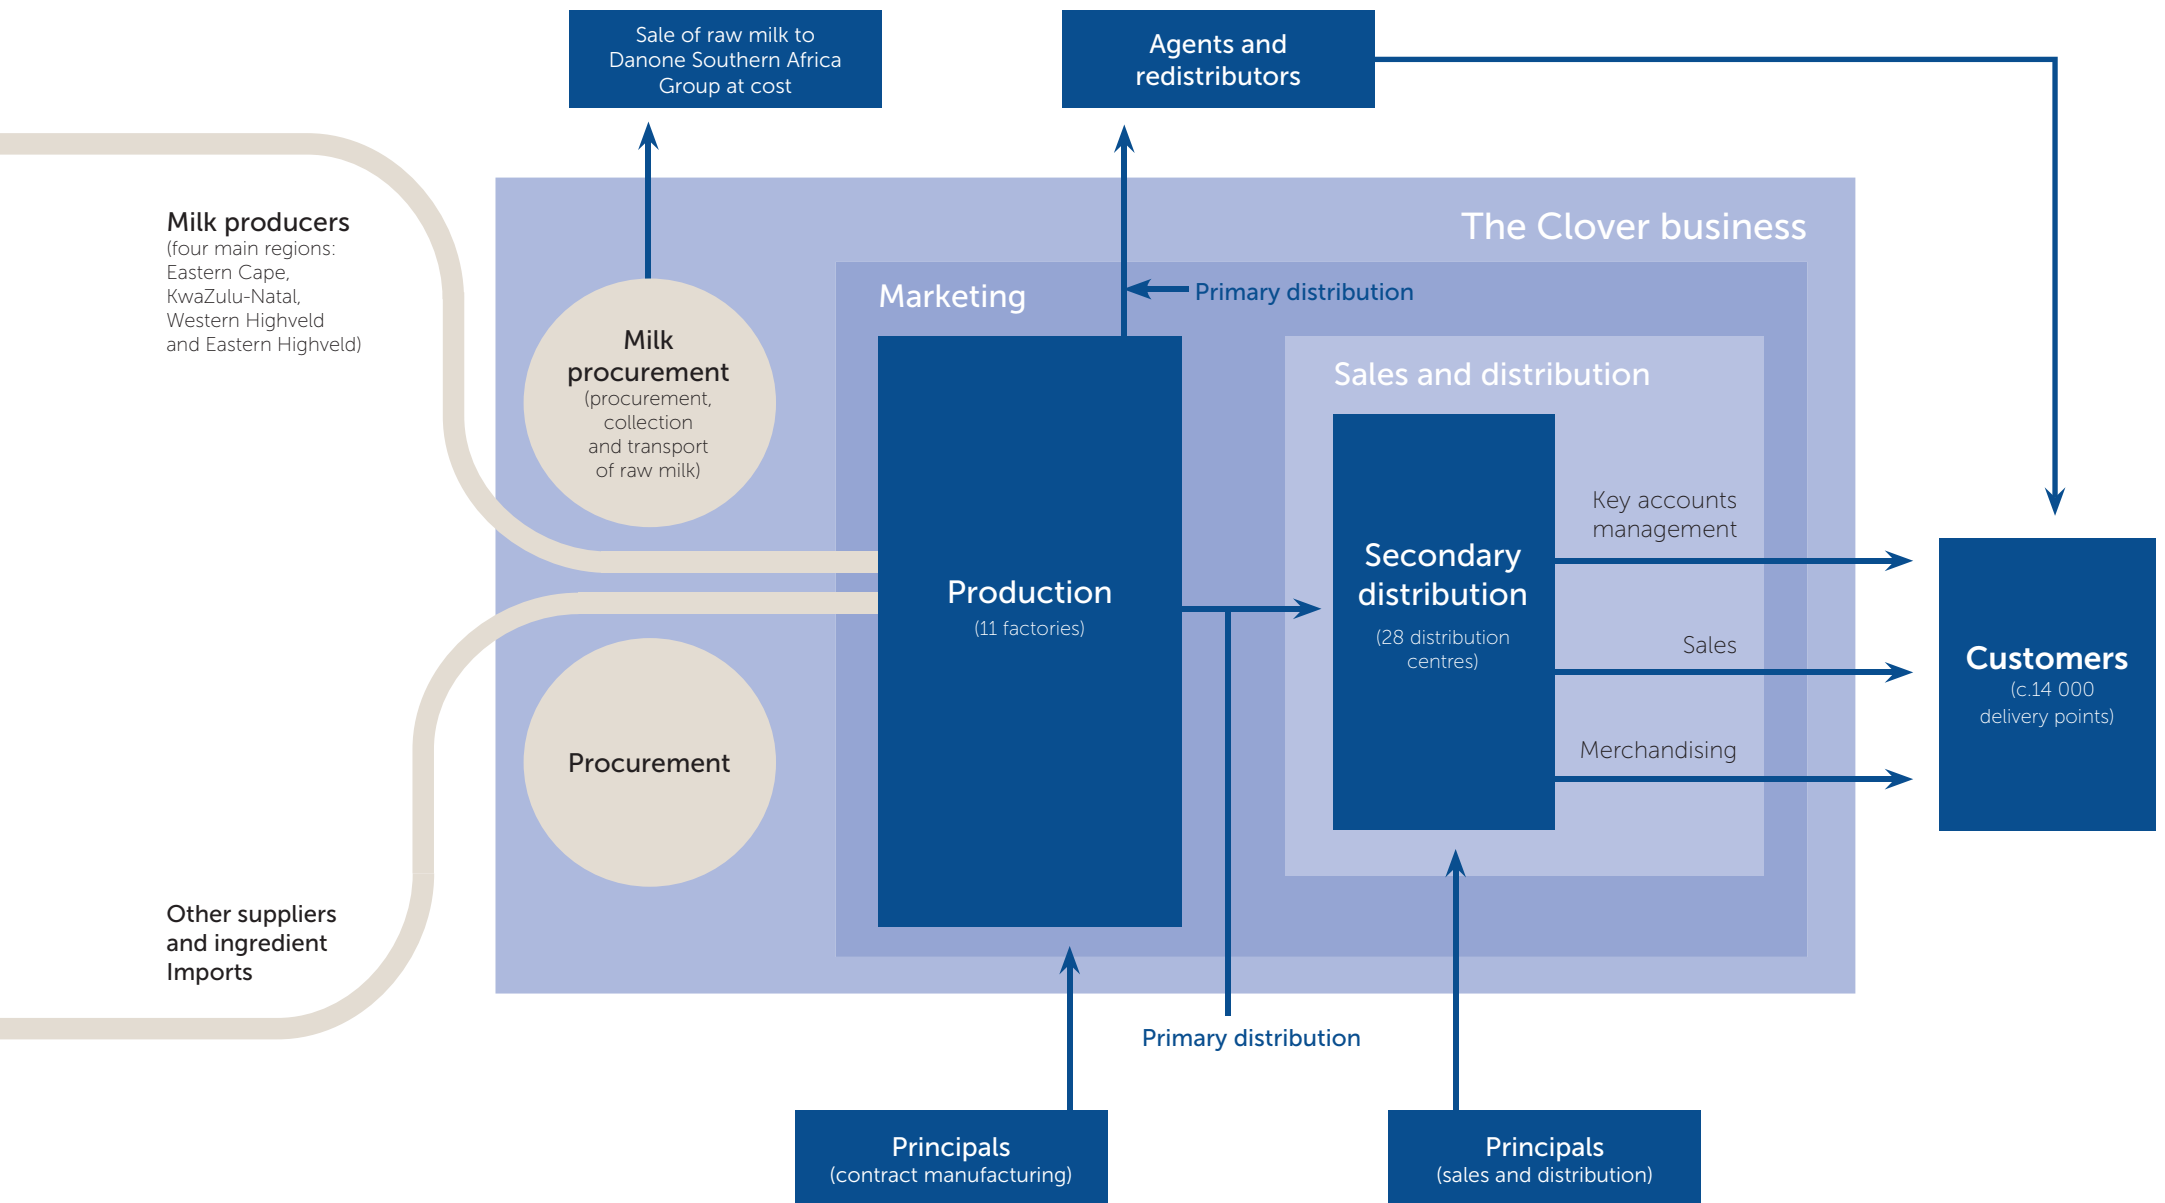 Sale of raw milk to
Danone Southern Africa
Group at cost
Agents and
redistributors
Milk producers
(four main regions:
Eastern Cape,
KwaZulu-Natal,
Western Highveld
and Eastern Highveld)
The Clover business
Marketing
Primary distribution
Milk
procurement
(procurement,
collection
and transport
of raw milk)
Sales and distribution
Key accounts
management
Secondary
distribution
(28 distribution
centres)
Production
(11 factories)
Sales
Customers
(c.14 000
delivery points)
Merchandising
Procurement
Other suppliers
and ingredient
Imports
Primary distribution
Principals
(contract manufacturing)
Principals
(sales and distribution)